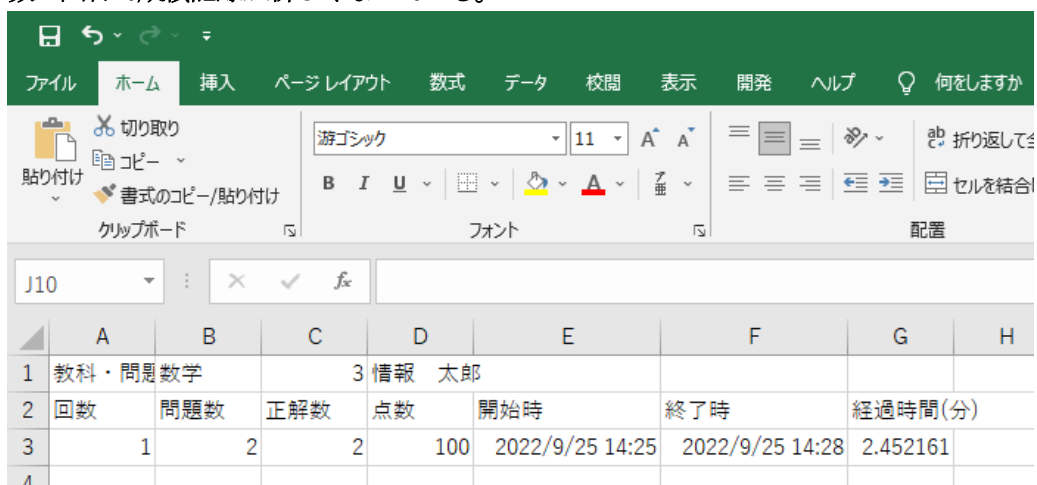 ファイル ホーム 挿入 ページ レイアウト 数式 データ 校閲 表示 開発 ヘルプ 何をしますか
切り取り
コピー
書式のコピー/貼り付け
貼り付け
クリップボード
游ゴシック 11 A A
B I U A
フォント
ab 折り返して全
セルを結合
配置
J10 fx
A B C D E F G H
1 教科・問題 数学 3 情報 太郎
2 回数 問題数 正解数 点数 開始時 終了時 経過時間(分)
3 1 2 2 100 2022/9/25 14:25 2022/9/25 14:28 2.452161
4